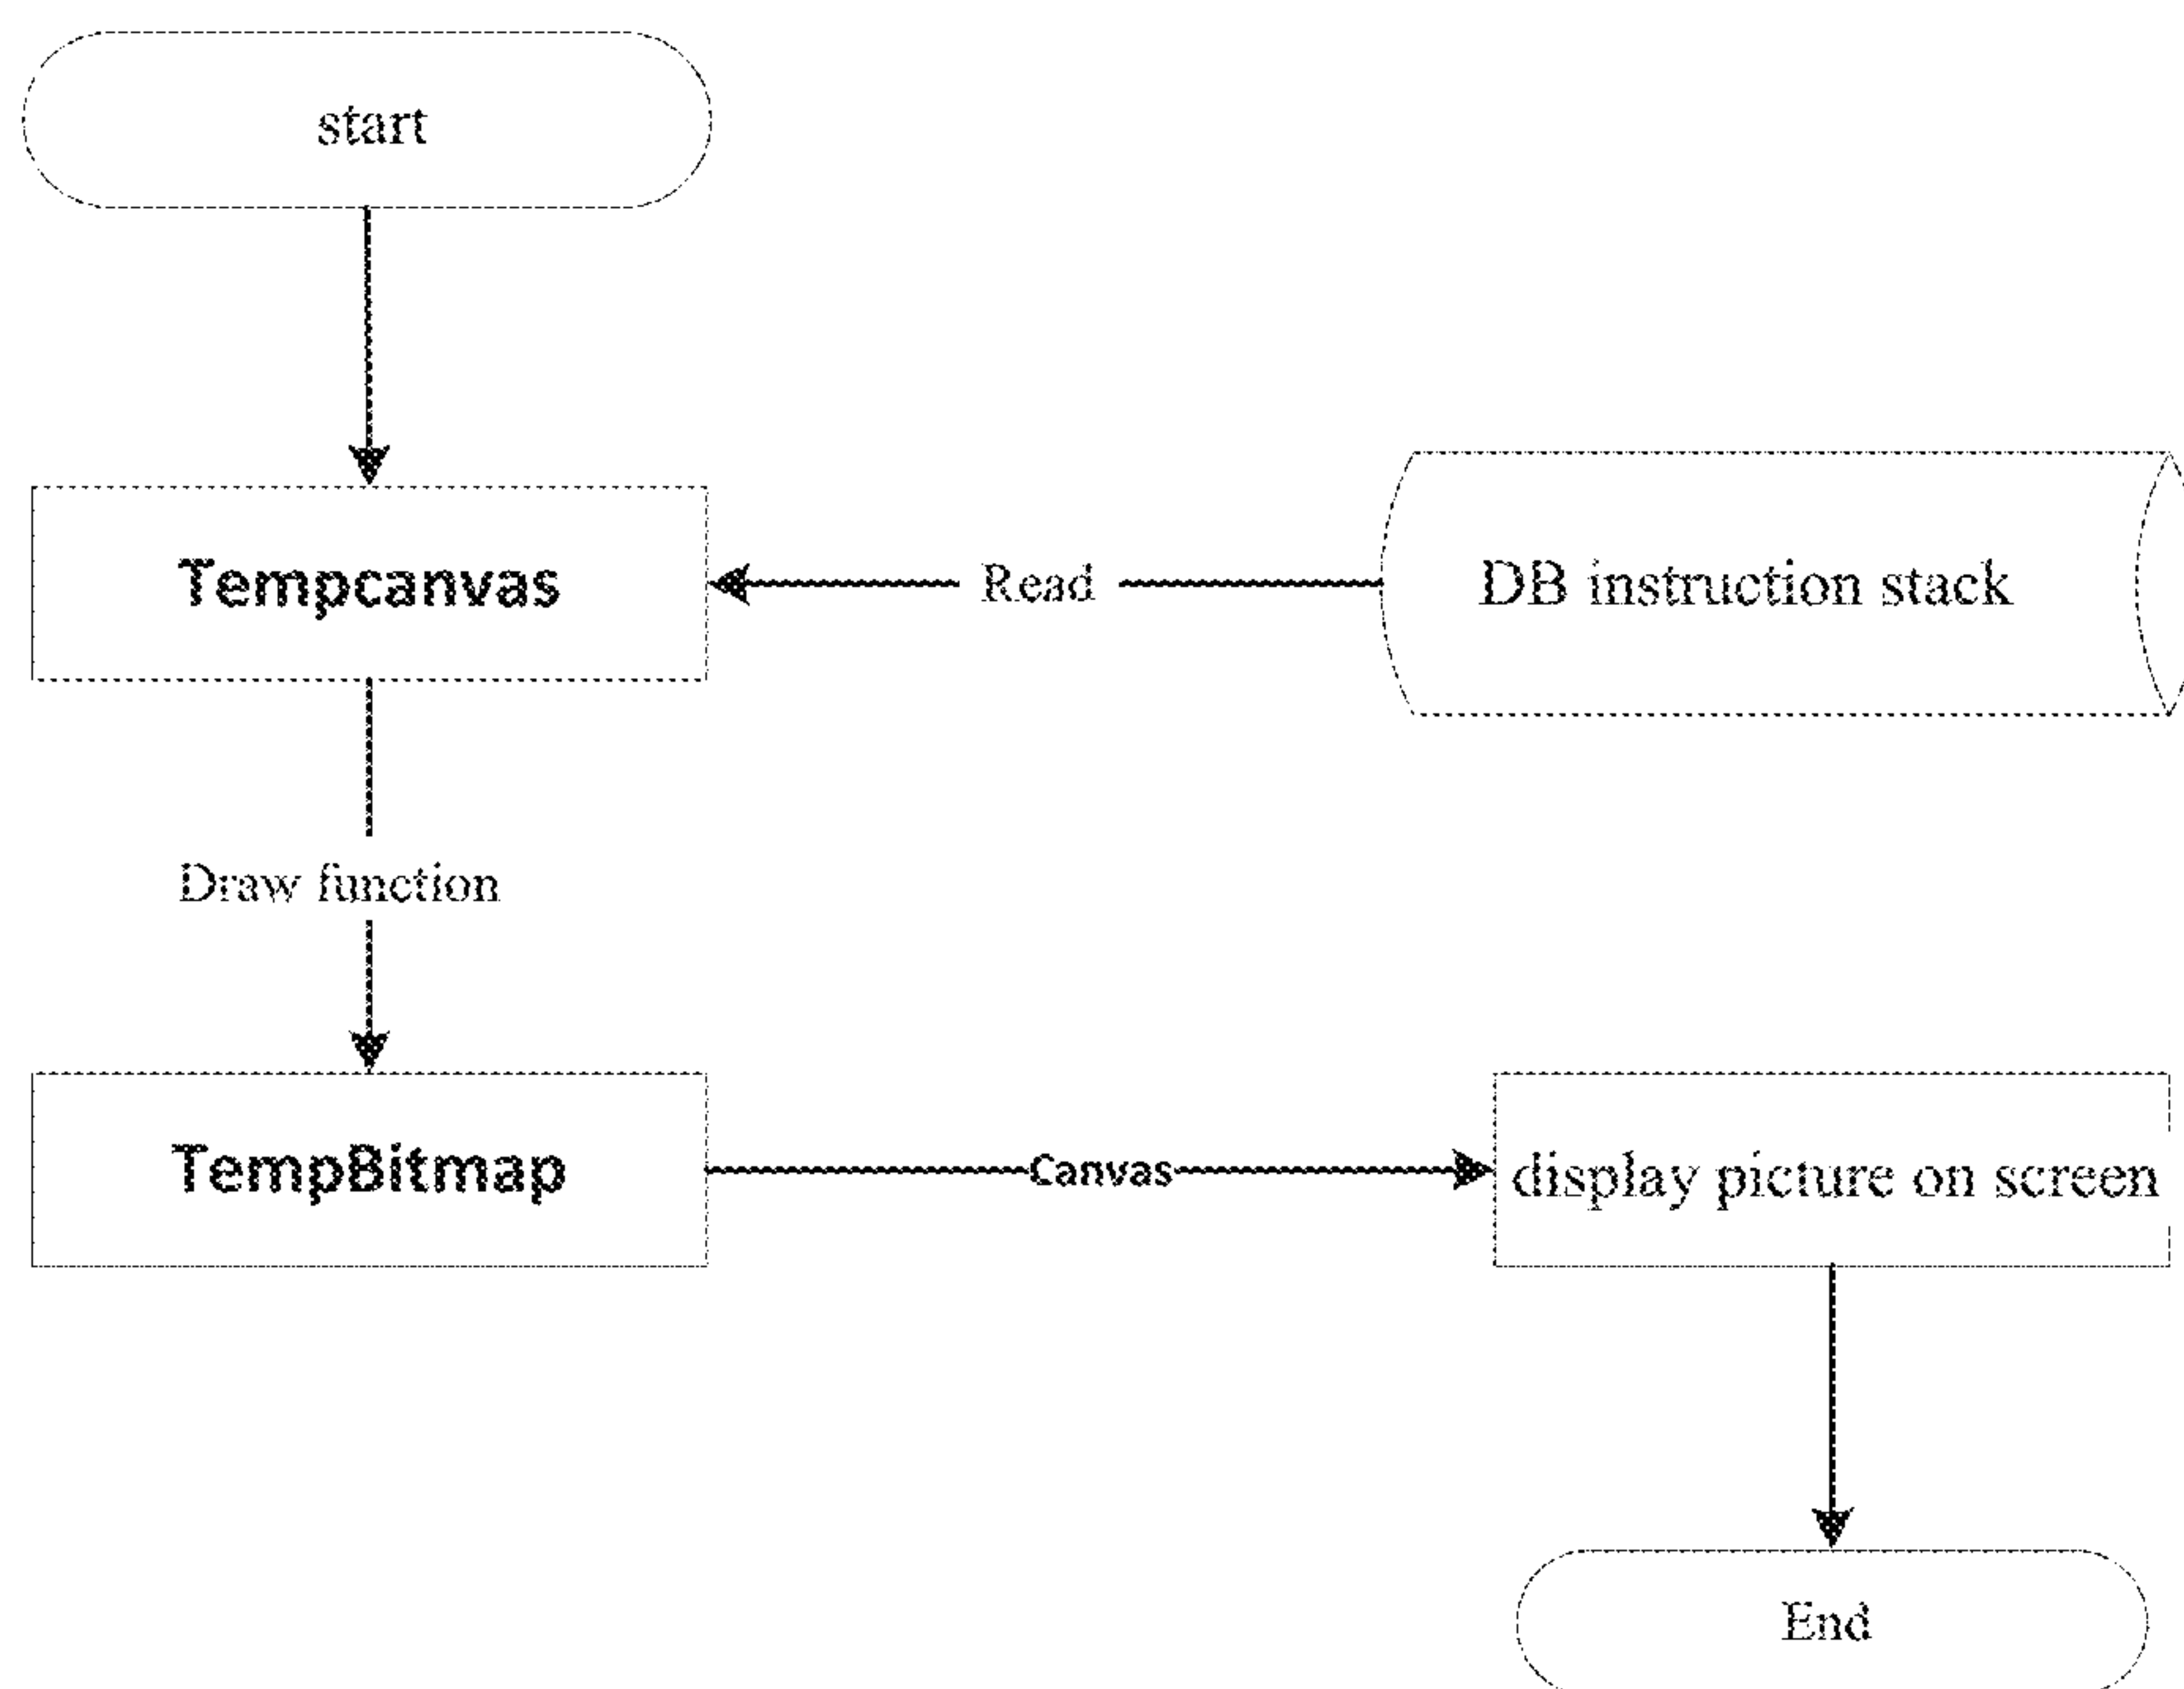 start
Tempcanvas
Read
DB instruction stack
Draw function
TempBitmap
Canvas
display picture on screen
End